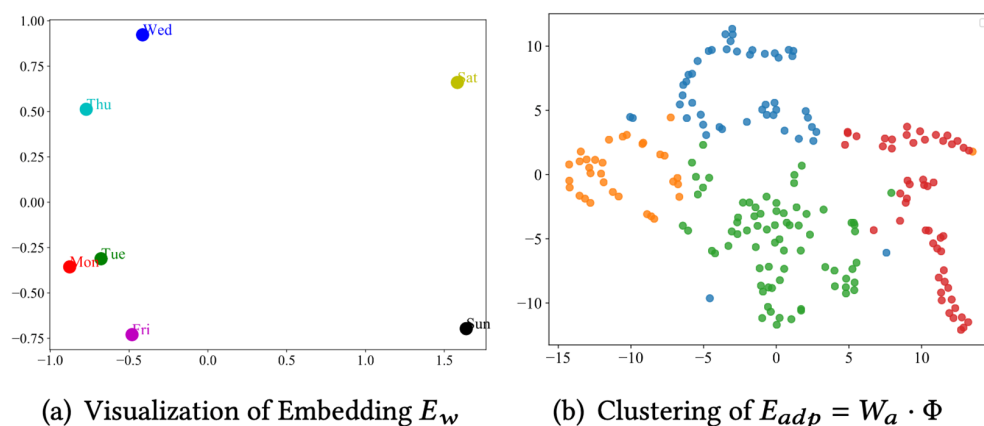 1.00
0.75
0.50
0.25
0.00
−0.25
−0.50
−0.75
−1.0
−0.5
0.0
0.5
1.0
1.5
Wed
Sat
Thu
Tue
Mon
Fri
Sun
(a) Visualization of Embedding E_w
10
5
0
−5
−10
−15
−10
−5
0
5
10
(b) Clustering of E_adp = W_a · Φ